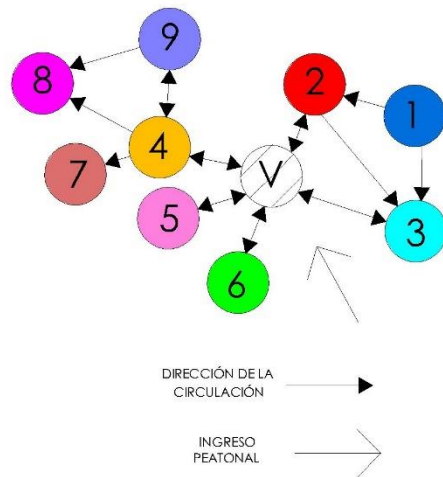 9
8
2
1
4
V
7
5
3
6
DIRECCIÓN DE LA
CIRCULACIÓN
INGRESO
PEATONAL